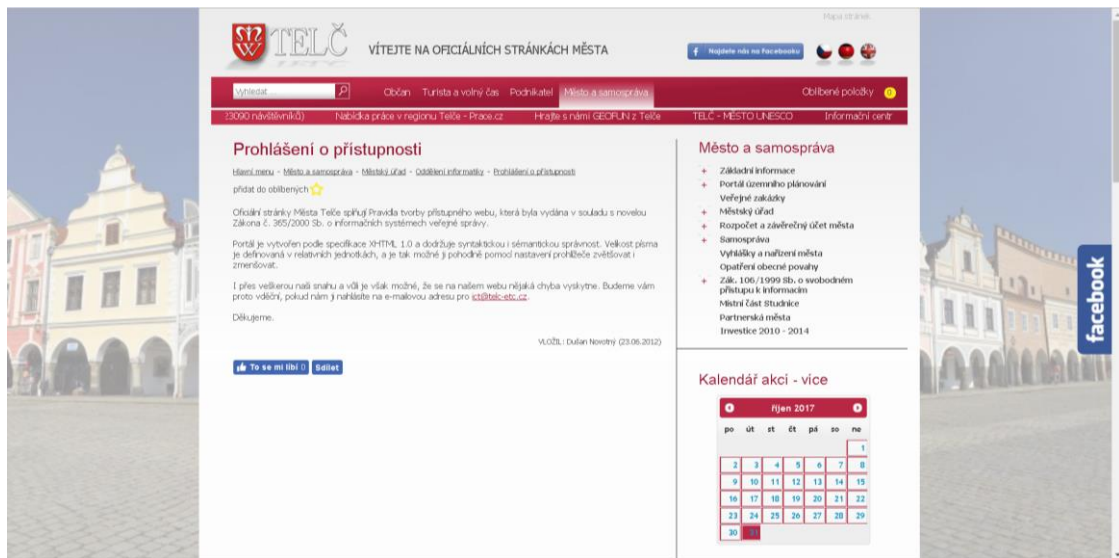 Mapa stránek
TELČ
VÍTEJTE NA OFICIÁLNÍCH STRÁNKÁCH MĚSTA
Najdete nás na Facebooku
Vyhledat ...
Občan Turista a volný čas Podnikatel Město a samospráva
Oblíbené položky 0
23090 návštěvníků) Nabídka práce v regionu Telče - Prace.cz Hrajte s námi GEOFUN z Telče TELČ - MĚSTO UNESCO Informační centr
Prohlášení o přístupnosti
Hlavní menu - Město a samospráva - Městský úřad - Oddělení informatiky - Prohlášení o přístupnosti
přidat do oblíbených
Oficiální stránky Města Telče splňují Pravidla tvorby přístupného webu, která byla vydána v souladu s novelou
Zákona č. 365/2000 Sb. o informačních systémech veřejné správy.
Portál je vytvořen podle specifikace XHTML 1.0 a dodržuje syntaktickou i sémantickou správnost. Velikost písma
je definovaná v relativních jednotkách, a je tak možné ji pohodlně pomocí nastavení prohlížeče zvětšovat i
zmenšovat.
I přes veškerou naši snahu a vůli je však možné, že se na našem webu nějaká chyba vyskytne. Budeme vám
proto vděční, pokud nám ji nahlásíte na e-mailovou adresu pro ict@telc-etc.cz.
Děkujeme.
VLOŽIL: Dušan Novotný (23.06.2012)
To se mi líbí 0 Sdílet
Město a samospráva
+ Základní informace
+ Portál územního plánování
Veřejné zakázky
+ Městský úřad
+ Rozpočet a závěrečný účet města
+ Samospráva
Vyhlášky a nařízení města
Opatření obecné povahy
+ Zák. 106/1999 Sb. o svobodném
přístupu k informacím
Místní část Studnice
Partnerská města
Investice 2010 - 2014
Kalendář akcí - více
říjen 2017
po út st čt pá so ne
1
2 3 4 5 6 7 8
9 10 11 12 13 14 15
16 17 18 19 20 21 22
23 24 25 26 27 28 29
30 31
facebook